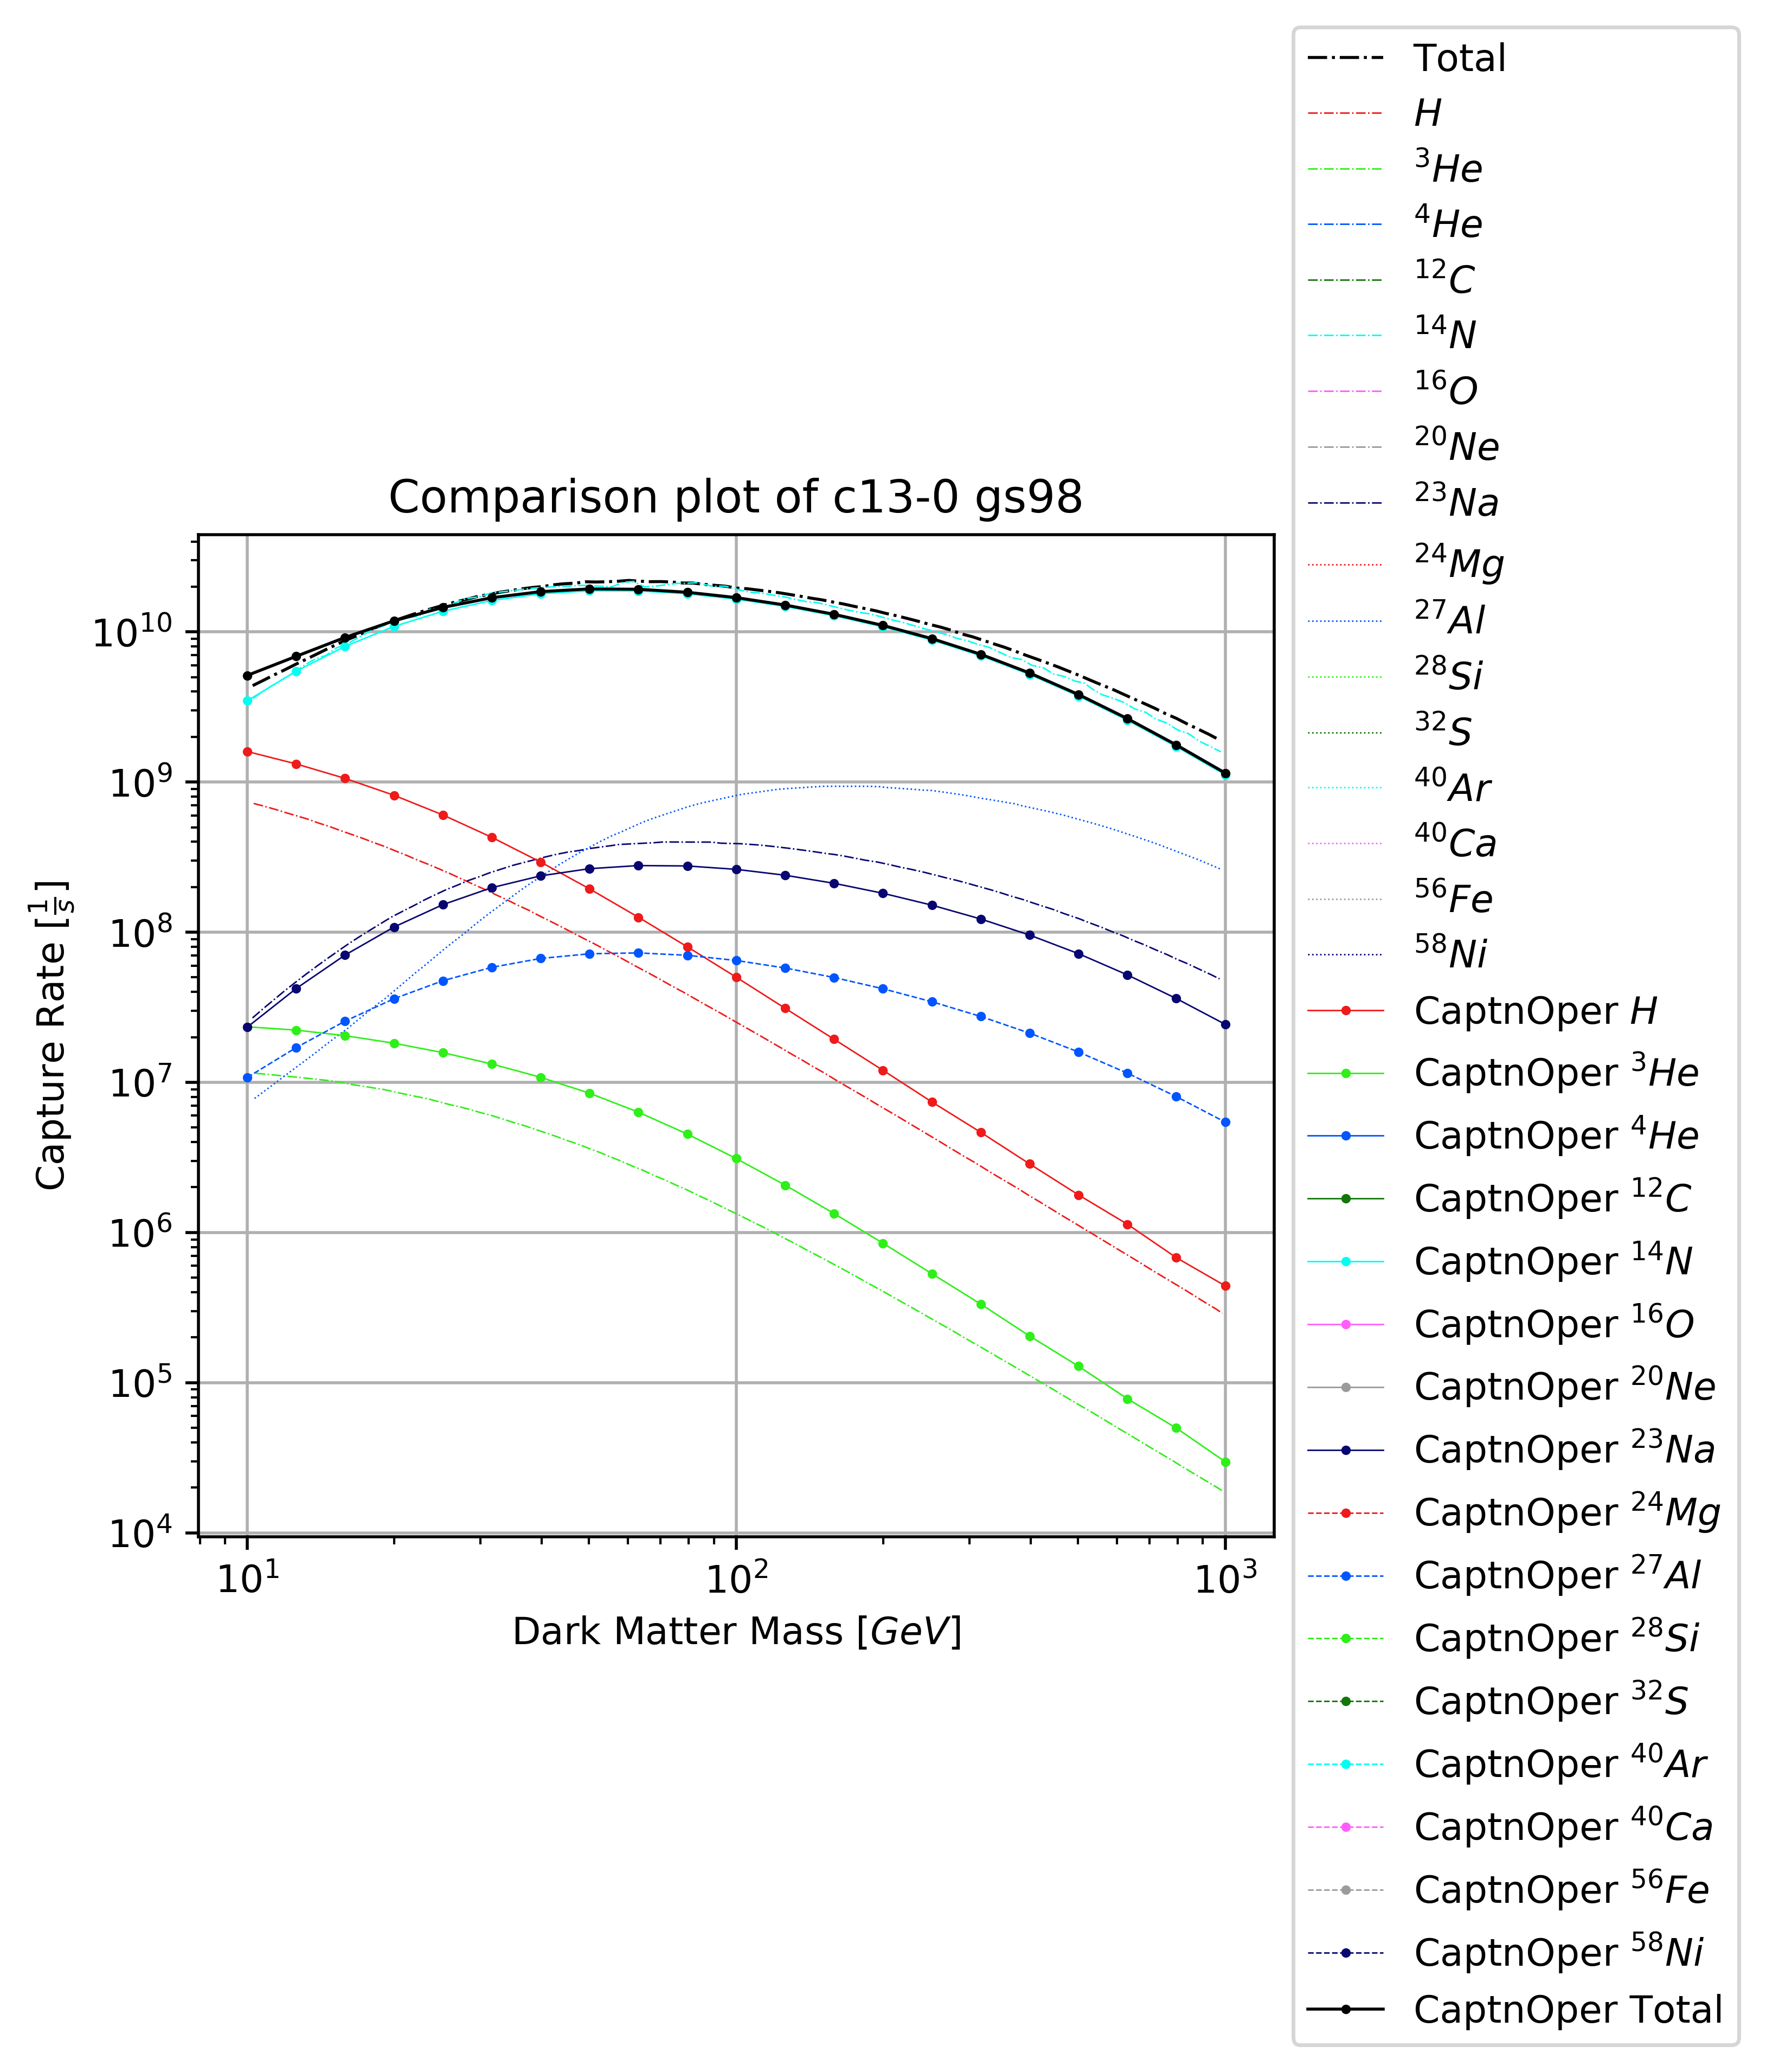 Comparison plot of c13-0 gs98
Capture Rate [1/s]
10^10
10^9
10^8
10^7
10^6
10^5
10^4
10^1 10^2 10^3
Dark Matter Mass [GeV]
Total
H
^3He
^4He
^12C
^14N
^16O
^20Ne
^23Na
^24Mg
^27Al
^28Si
^32S
^40Ar
^40Ca
^56Fe
^58Ni
CaptnOper H
CaptnOper ^3He
CaptnOper ^4He
CaptnOper ^12C
CaptnOper ^14N
CaptnOper ^16O
CaptnOper ^20Ne
CaptnOper ^23Na
CaptnOper ^24Mg
CaptnOper ^27Al
CaptnOper ^28Si
CaptnOper ^32S
CaptnOper ^40Ar
CaptnOper ^40Ca
CaptnOper ^56Fe
CaptnOper ^58Ni
CaptnOper Total